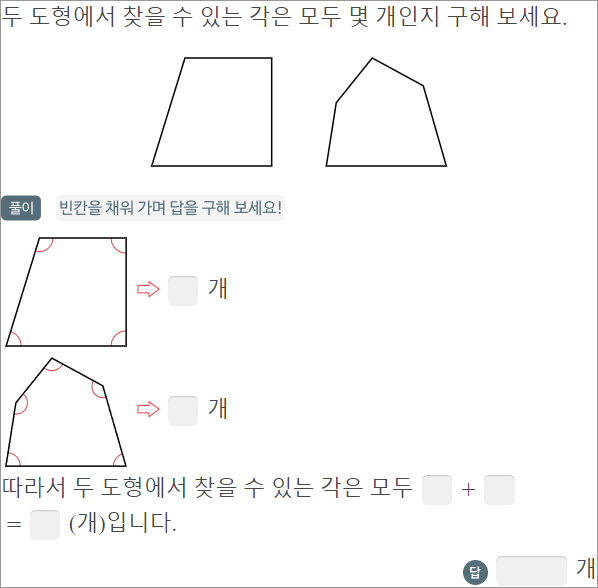 두 도형에서 찾을 수 있는 각은 모두 몇 개인지 구해 보세요.
풀이 빈칸을 채워 가며 답을 구해 보세요!
⇨ 개
⇨ 개
따라서 두 도형에서 찾을 수 있는 각은 모두 +
= (개)입니다.
답 개